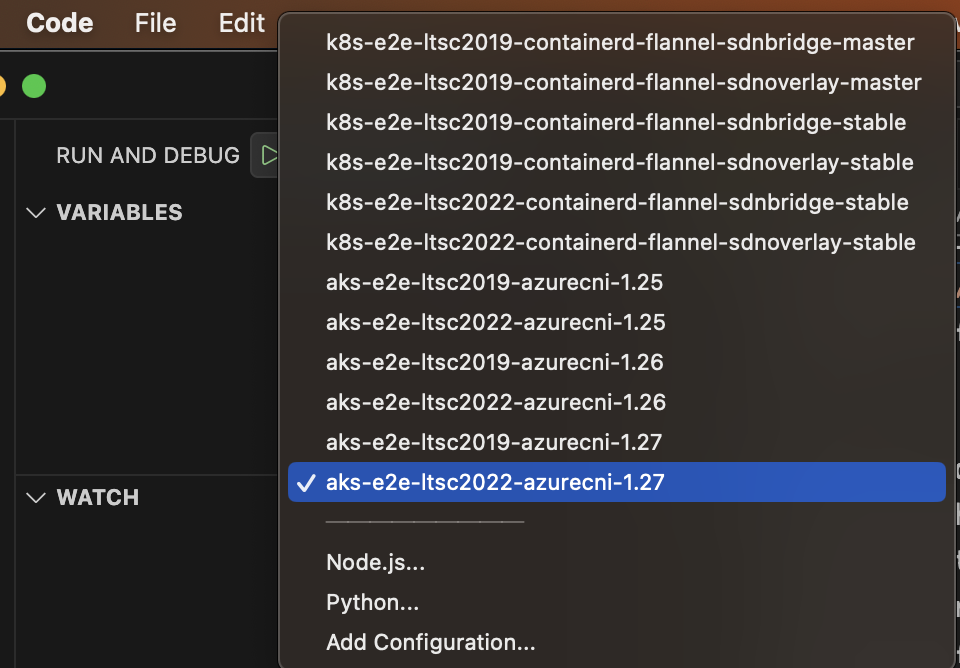 Code File Edit
RUN AND DEBUG
VARIABLES
WATCH
k8s-e2e-ltsc2019-containerd-flannel-sdnbridge-master
k8s-e2e-ltsc2019-containerd-flannel-sdnoverlay-master
k8s-e2e-ltsc2019-containerd-flannel-sdnbridge-stable
k8s-e2e-ltsc2019-containerd-flannel-sdnoverlay-stable
k8s-e2e-ltsc2022-containerd-flannel-sdnbridge-stable
k8s-e2e-ltsc2022-containerd-flannel-sdnoverlay-stable
aks-e2e-ltsc2019-azurecni-1.25
aks-e2e-ltsc2022-azurecni-1.25
aks-e2e-ltsc2019-azurecni-1.26
aks-e2e-ltsc2022-azurecni-1.26
aks-e2e-ltsc2019-azurecni-1.27
✓ aks-e2e-ltsc2022-azurecni-1.27
Node.js...
Python...
Add Configuration...